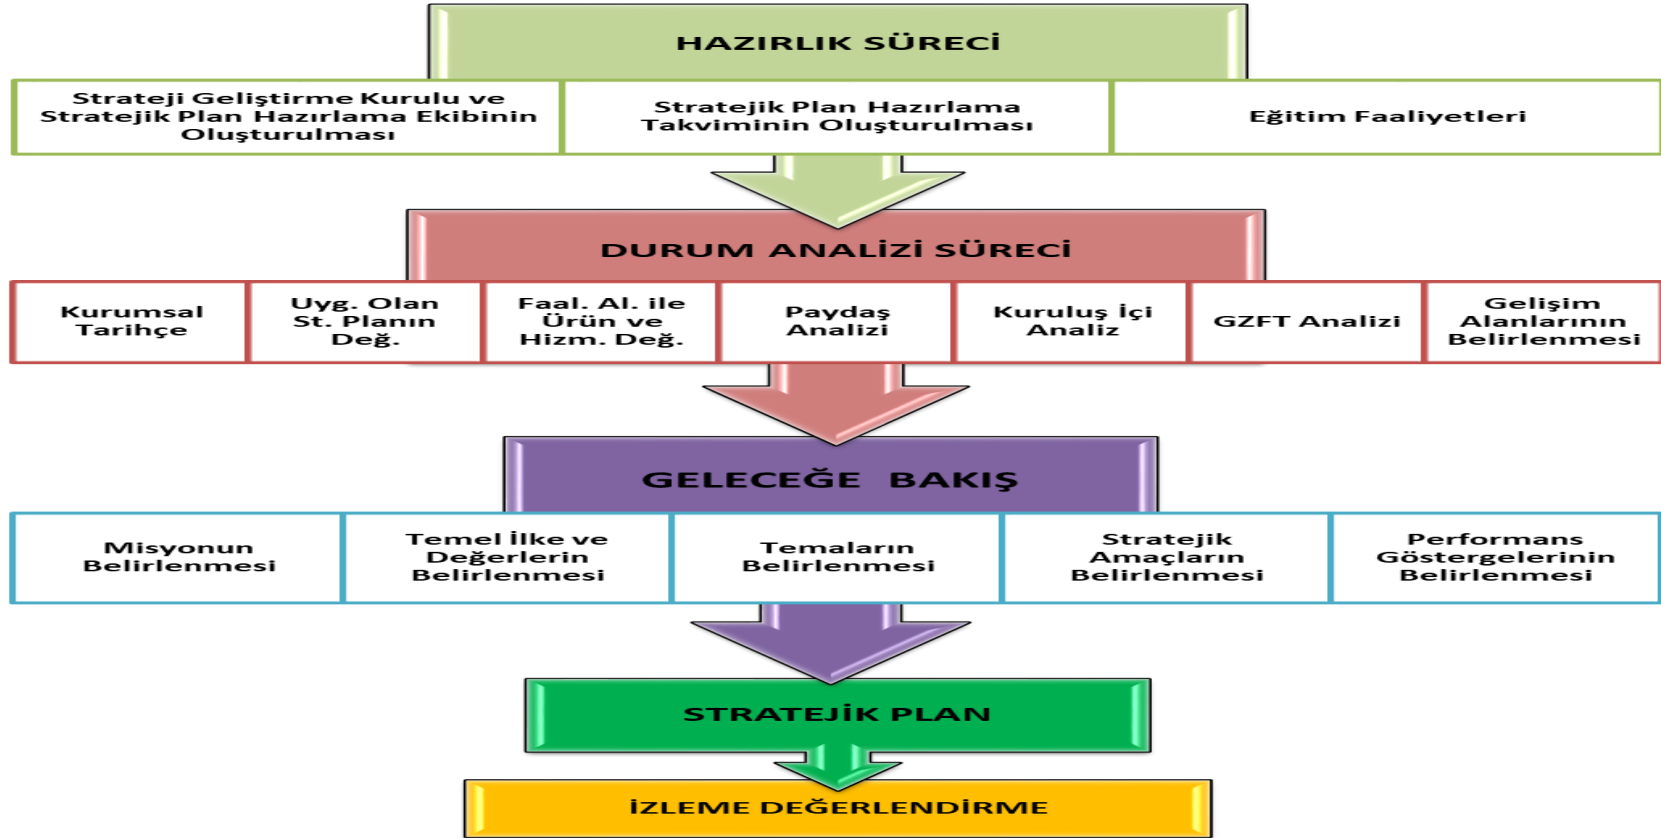 HAZIRLIK SÜRECİ
Strateji Geliştirme Kurulu ve
Stratejik Plan Hazırlama Ekibinin
Oluşturulması
Stratejik Plan Hazırlama
Takviminin Oluşturulması
Eğitim Faaliyetleri
DURUM ANALİZİ SÜRECİ
Kurumsal
Tarihçe
Uyg. Olan
St. Planın
Değ.
Faal. Al. ile
Ürün ve
Hizm. Değ.
Paydaş
Analizi
Kuruluş İçi
Analiz
GZFT Analizi
Gelişim
Alanlarının
Belirlenmesi
GELECEĞE BAKIŞ
Misyonun
Belirlenmesi
Temel İlke ve
Değerlerin
Belirlenmesi
Temaların
Belirlenmesi
Stratejik
Amaçların
Belirlenmesi
Performans
Göstergelerinin
Belirlenmesi
STRATEJİK PLAN
İZLEME DEĞERLENDİRME